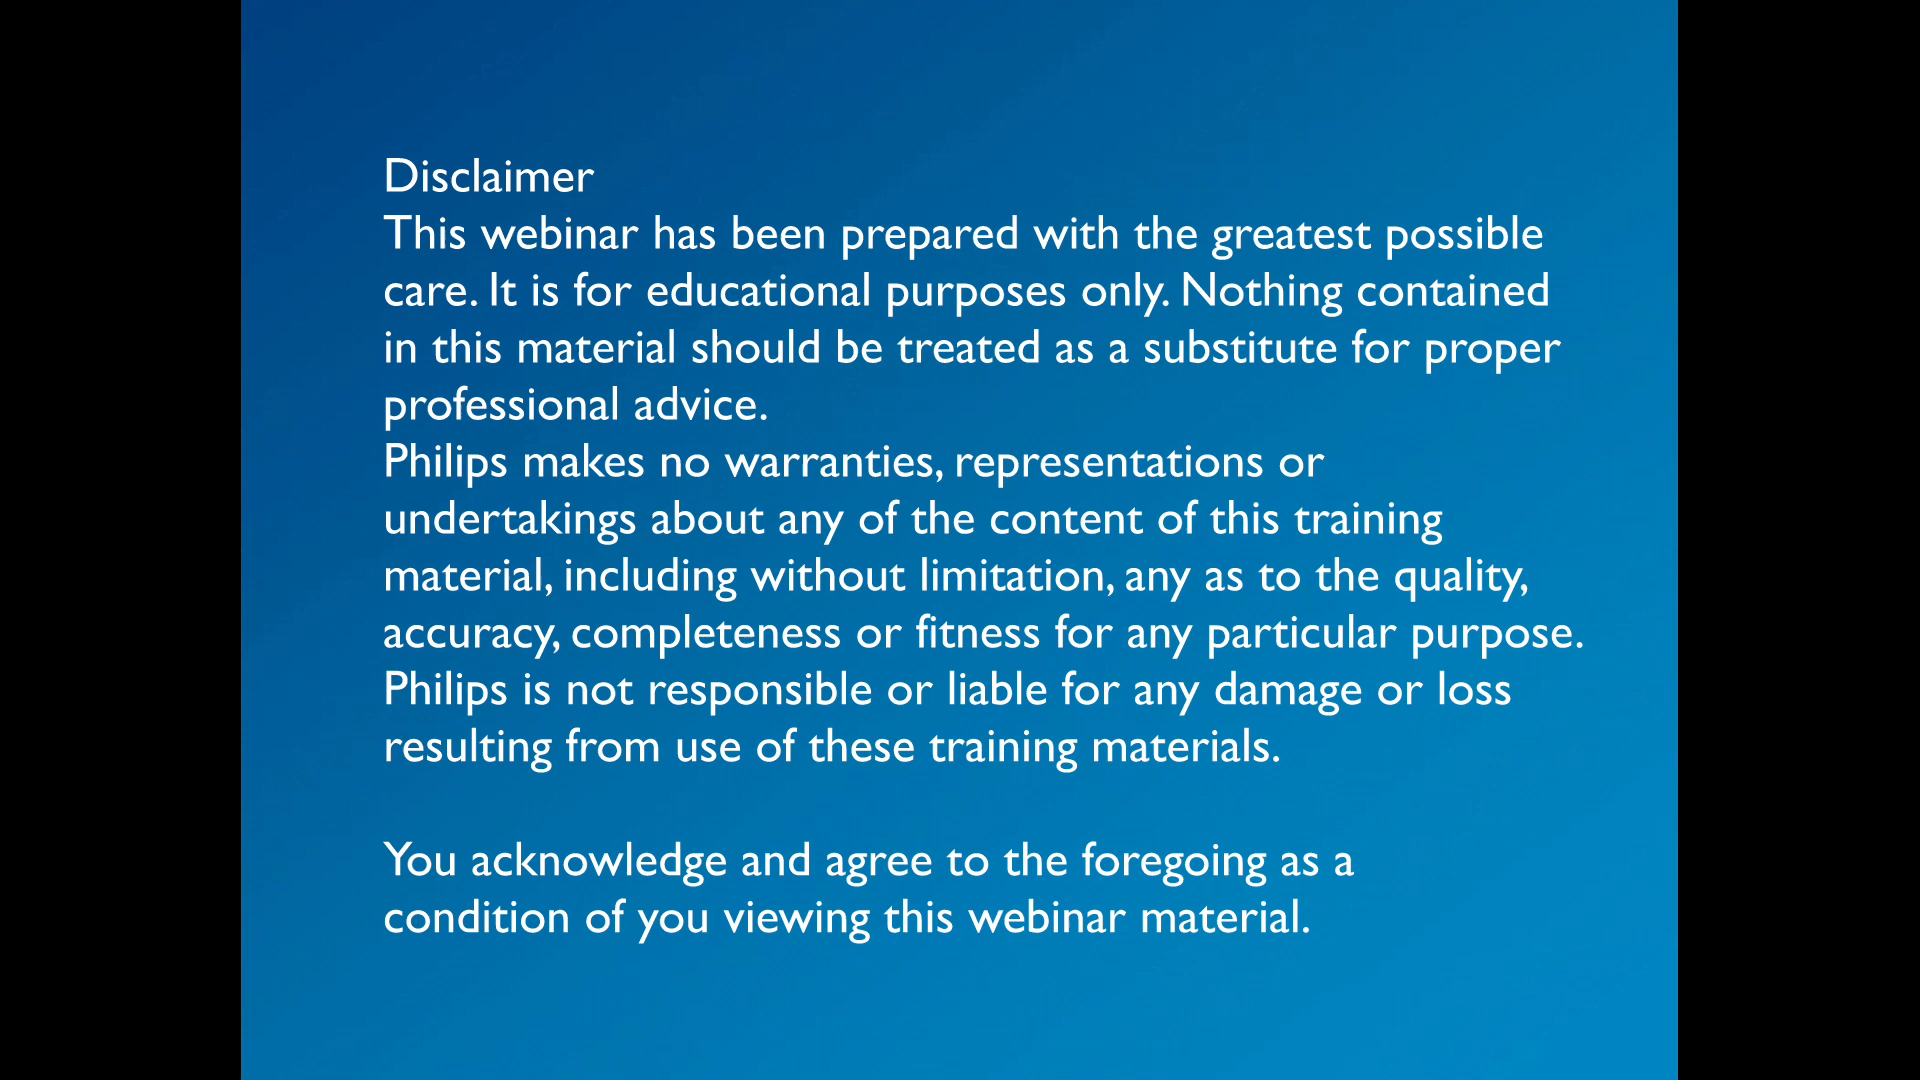 Disclaimer
This webinar has been prepared with the greatest possible
care. It is for educational purposes only. Nothing contained
in this material should be treated as a substitute for proper
professional advice.
Philips makes no warranties, representations or
undertakings about any of the content of this training
material, including without limitation, any as to the quality,
accuracy, completeness or fitness for any particular purpose.
Philips is not responsible or liable for any damage or loss
resulting from use of these training materials.
You acknowledge and agree to the foregoing as a
condition of you viewing this webinar material.